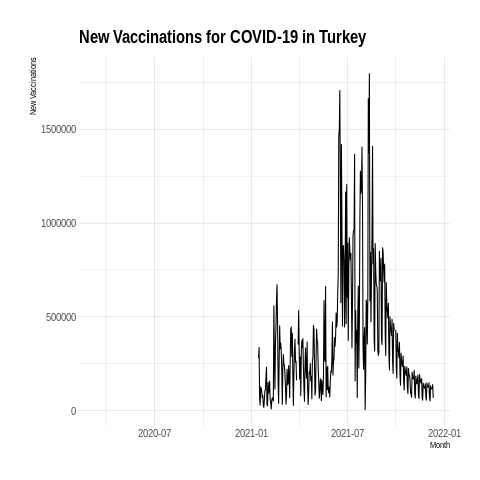 New Vaccinations for COVID-19 in Turkey
New Vaccinations
1500000
1000000
500000
0
2020-07
2021-01
2021-07
2022-01
Month